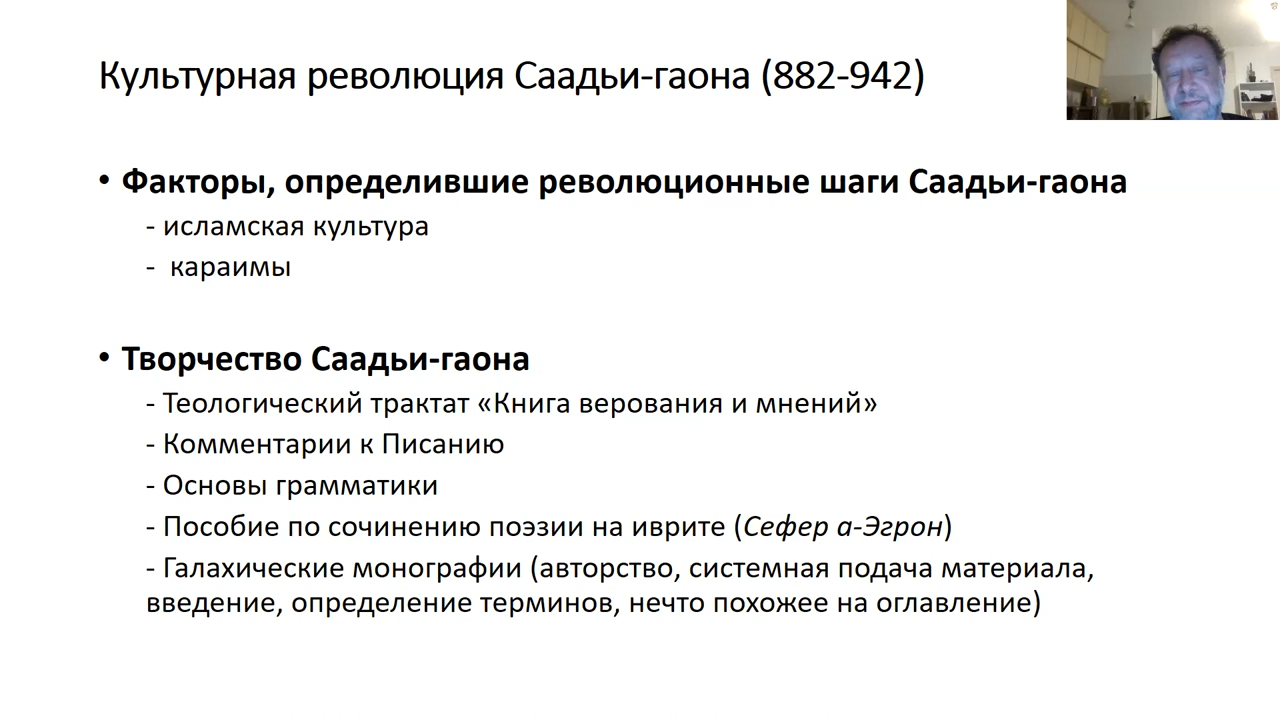 Культурная революция Саадьи-гаона (882-942)
• Факторы, определившие революционные шаги Саадьи-гаона
- исламская культура
- караимы
• Творчество Саадьи-гаона
- Теологический трактат «Книга верования и мнений»
- Комментарии к Писанию
- Основы грамматики
- Пособие по сочинению поэзии на иврите (Сефер а-Эгрон)
- Галахические монографии (авторство, системная подача материала,
введение, определение терминов, нечто похожее на оглавление)